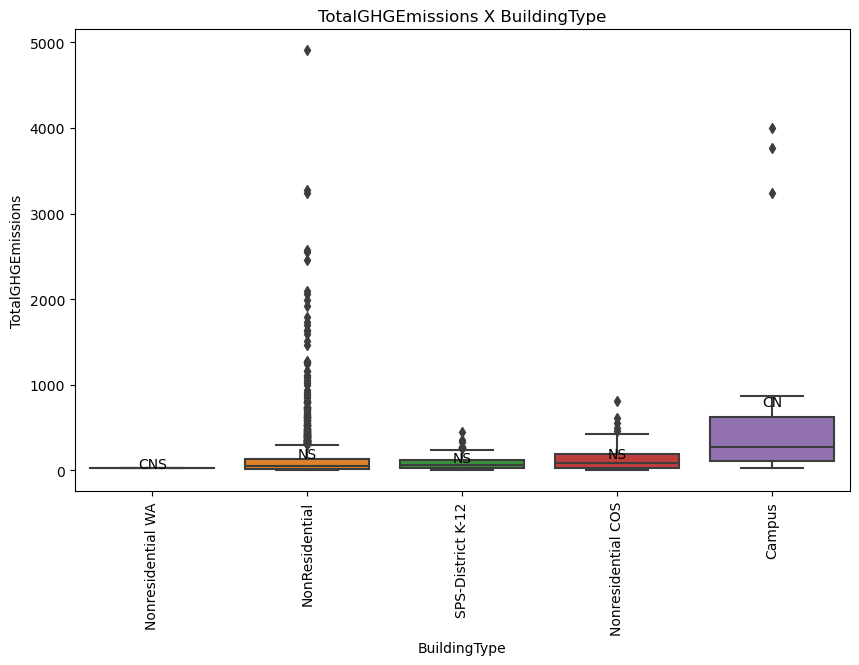 TotalGHGEmissions X BuildingType
TotalGHGEmissions
5000
4000
3000
2000
1000
0
CNS
NS
NS
NS
CN
Nonresidential WA
NonResidential
SPS-District K-12
Nonresidential COS
Campus
BuildingType